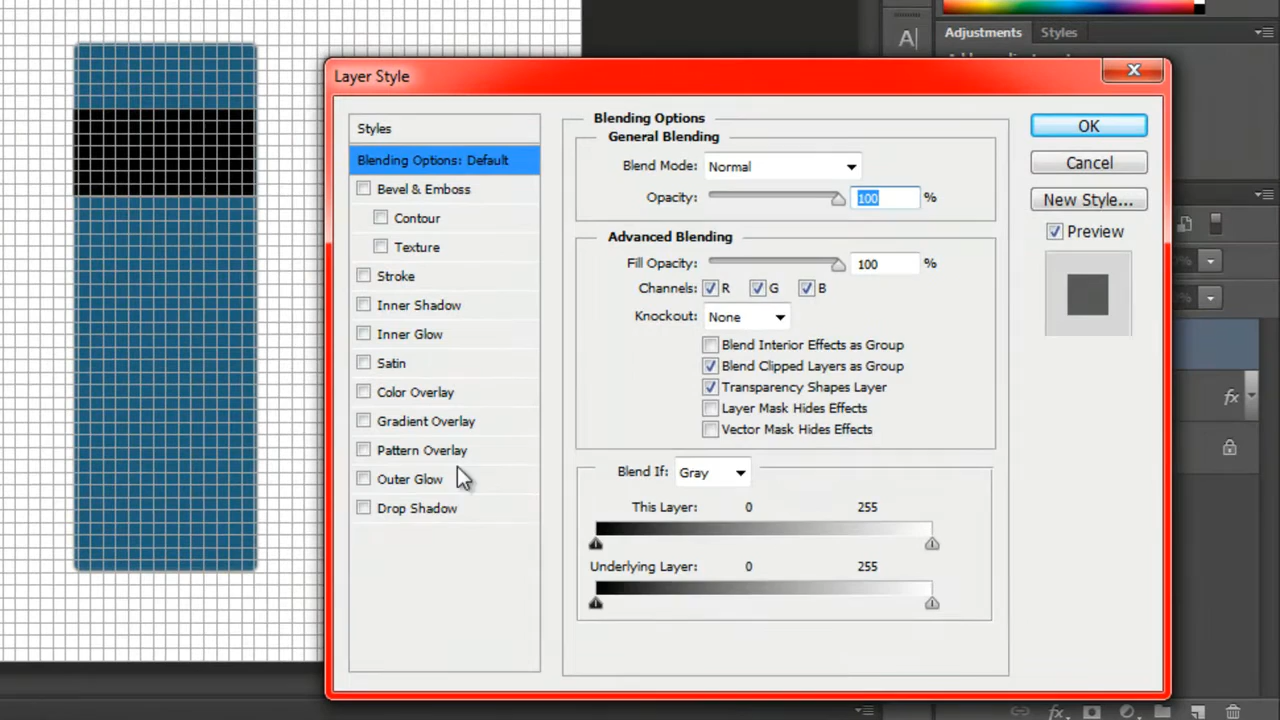 A
Adjustments Styles
Layer Style
Styles
Blending Options: Default
Bevel & Emboss
Contour
Texture
Stroke
Inner Shadow
Inner Glow
Satin
Color Overlay
Gradient Overlay
Pattern Overlay
Outer Glow
Drop Shadow
Blending Options
General Blending
Blend Mode: Normal
Opacity: 100 %
Advanced Blending
Fill Opacity: 100 %
Channels: R G B
Knockout: None
Blend Interior Effects as Group
Blend Clipped Layers as Group
Transparency Shapes Layer
Layer Mask Hides Effects
Vector Mask Hides Effects
Blend If: Gray
This Layer: 0 255
Underlying Layer: 0 255
OK
Cancel
New Style...
Preview
fx
fx